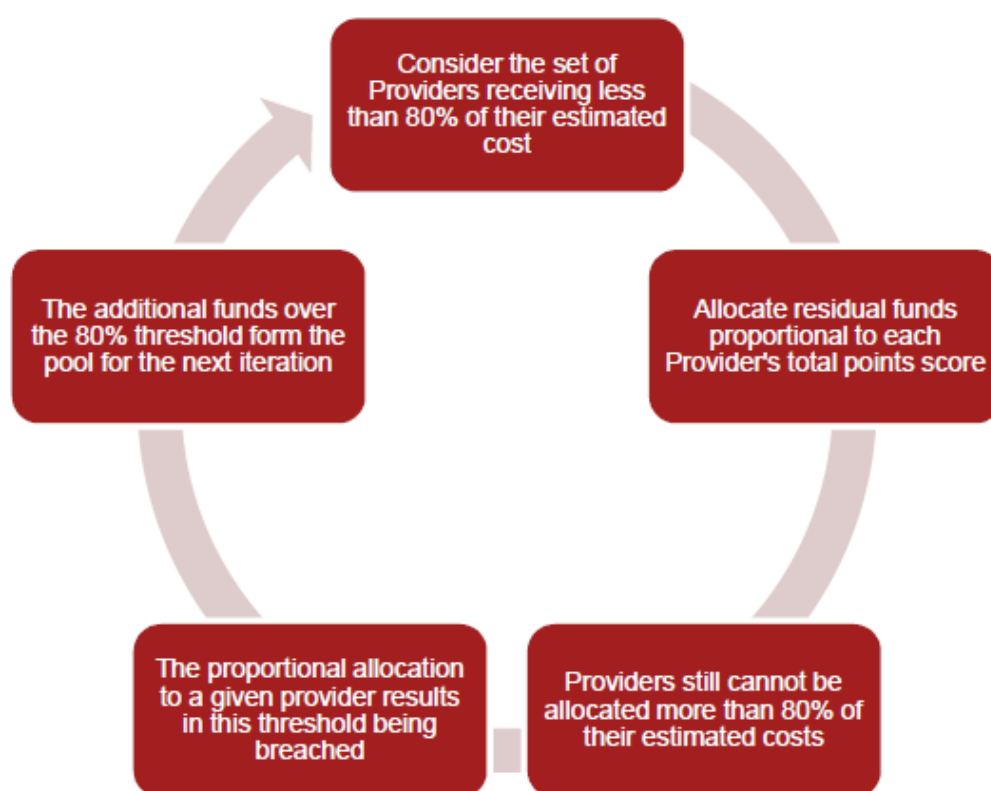 Consider the set of
Providers receiving less
than 80% of their estimated
cost
Allocate residual funds
proportional to each
Provider's total points score
Providers still cannot be
allocated more than 80% of
their estimated costs
The proportional allocation
to a given provider results
in this threshold being
breached
The additional funds over
the 80% threshold form the
pool for the next iteration